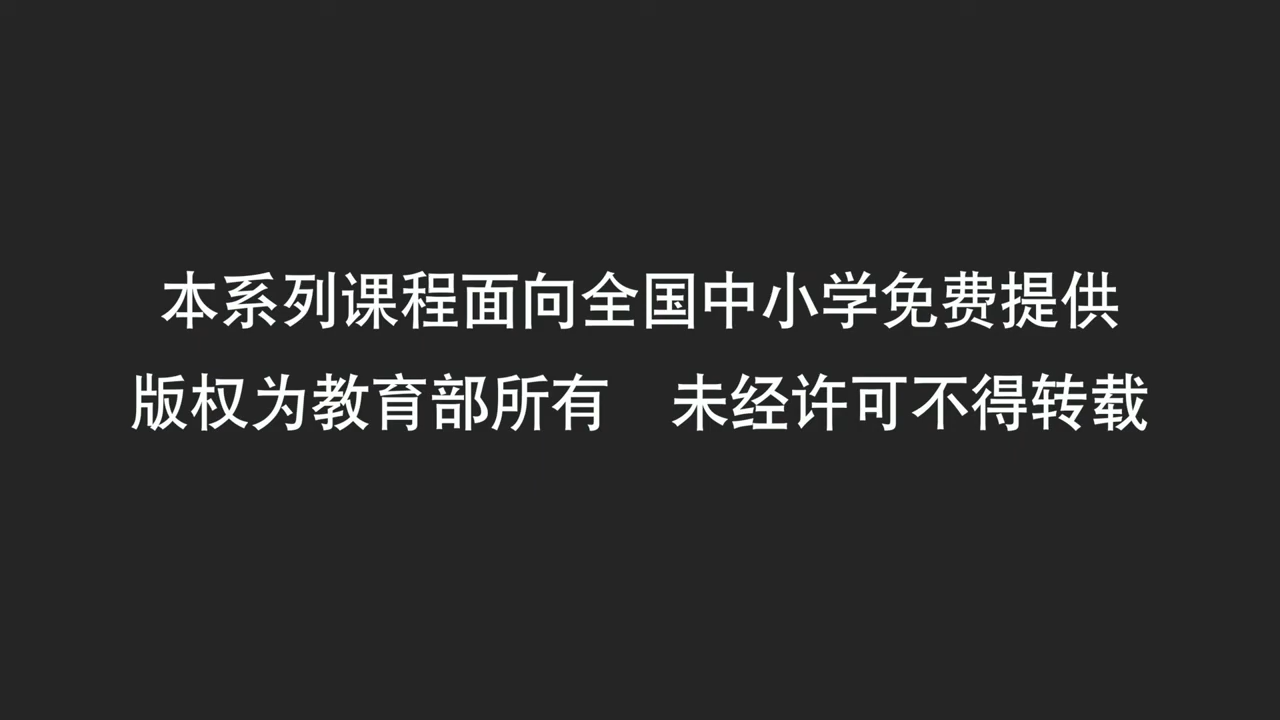 本系列课程面向全国中小学免费提供
版权为教育部所有　未经许可不得转载